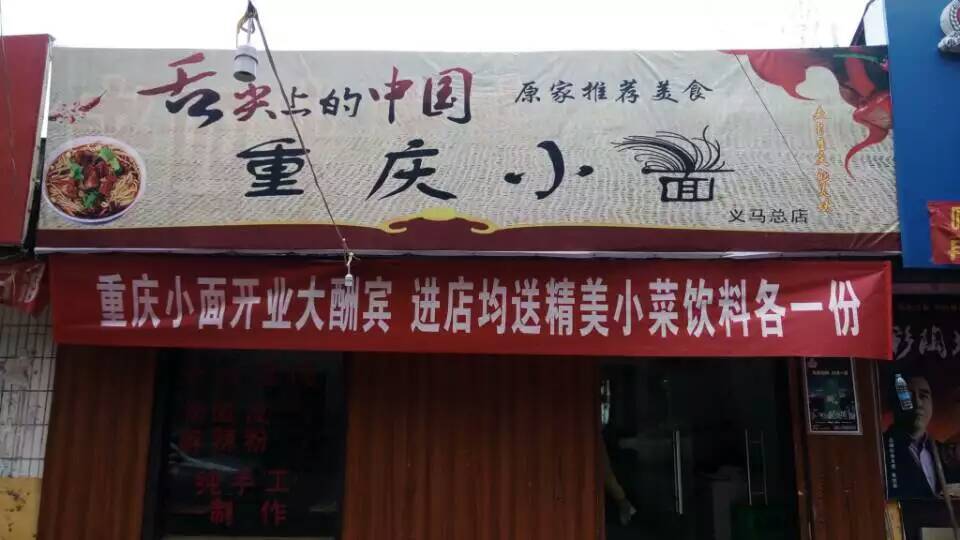 舌尖上的中国 原家推荐美食
重庆小面
义马总店
重庆小面开业大酬宾 进店均送精美小菜饮料各一份
纯手工
制作